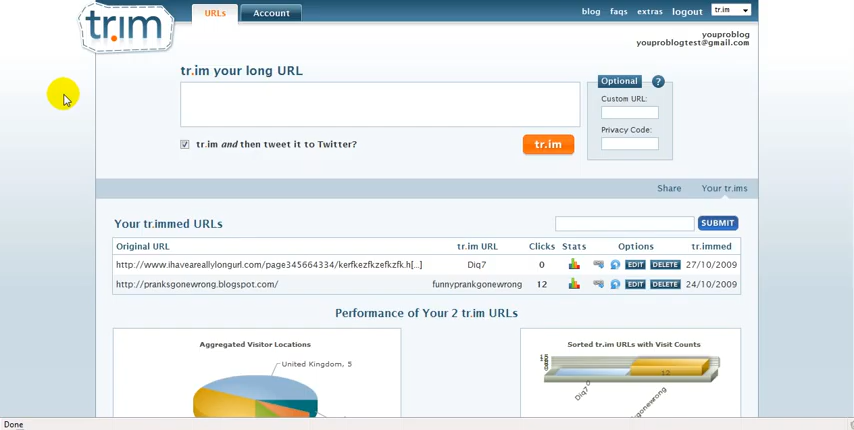 tr.im
URLs
Account
blog faqs extras logout tr.im
youproblog
youproblogtest@gmail.com
tr.im your long URL
Optional ?
Custom URL:
Privacy Code:
tr.im and then tweet it to Twitter?
tr.im
Share Your tr.ims
Your tr.immed URLs
SUBMIT
Original URL tr.im URL Clicks Stats Options tr.immed
http://www.ihaveareallylongurl.com/page345664334/kerfkezfkzefkzfk.h[...] Diq7 0 EDIT DELETE 27/10/2009
http://pranksgonewrong.blogspot.com/ funnyprankgonewrong 12 EDIT DELETE 24/10/2009
Performance of Your 2 tr.im URLs
Aggregated Visitor Locations
United Kingdom, 5
Sorted tr.im URLs with Visit Counts
15
0
12
Diq7
Done